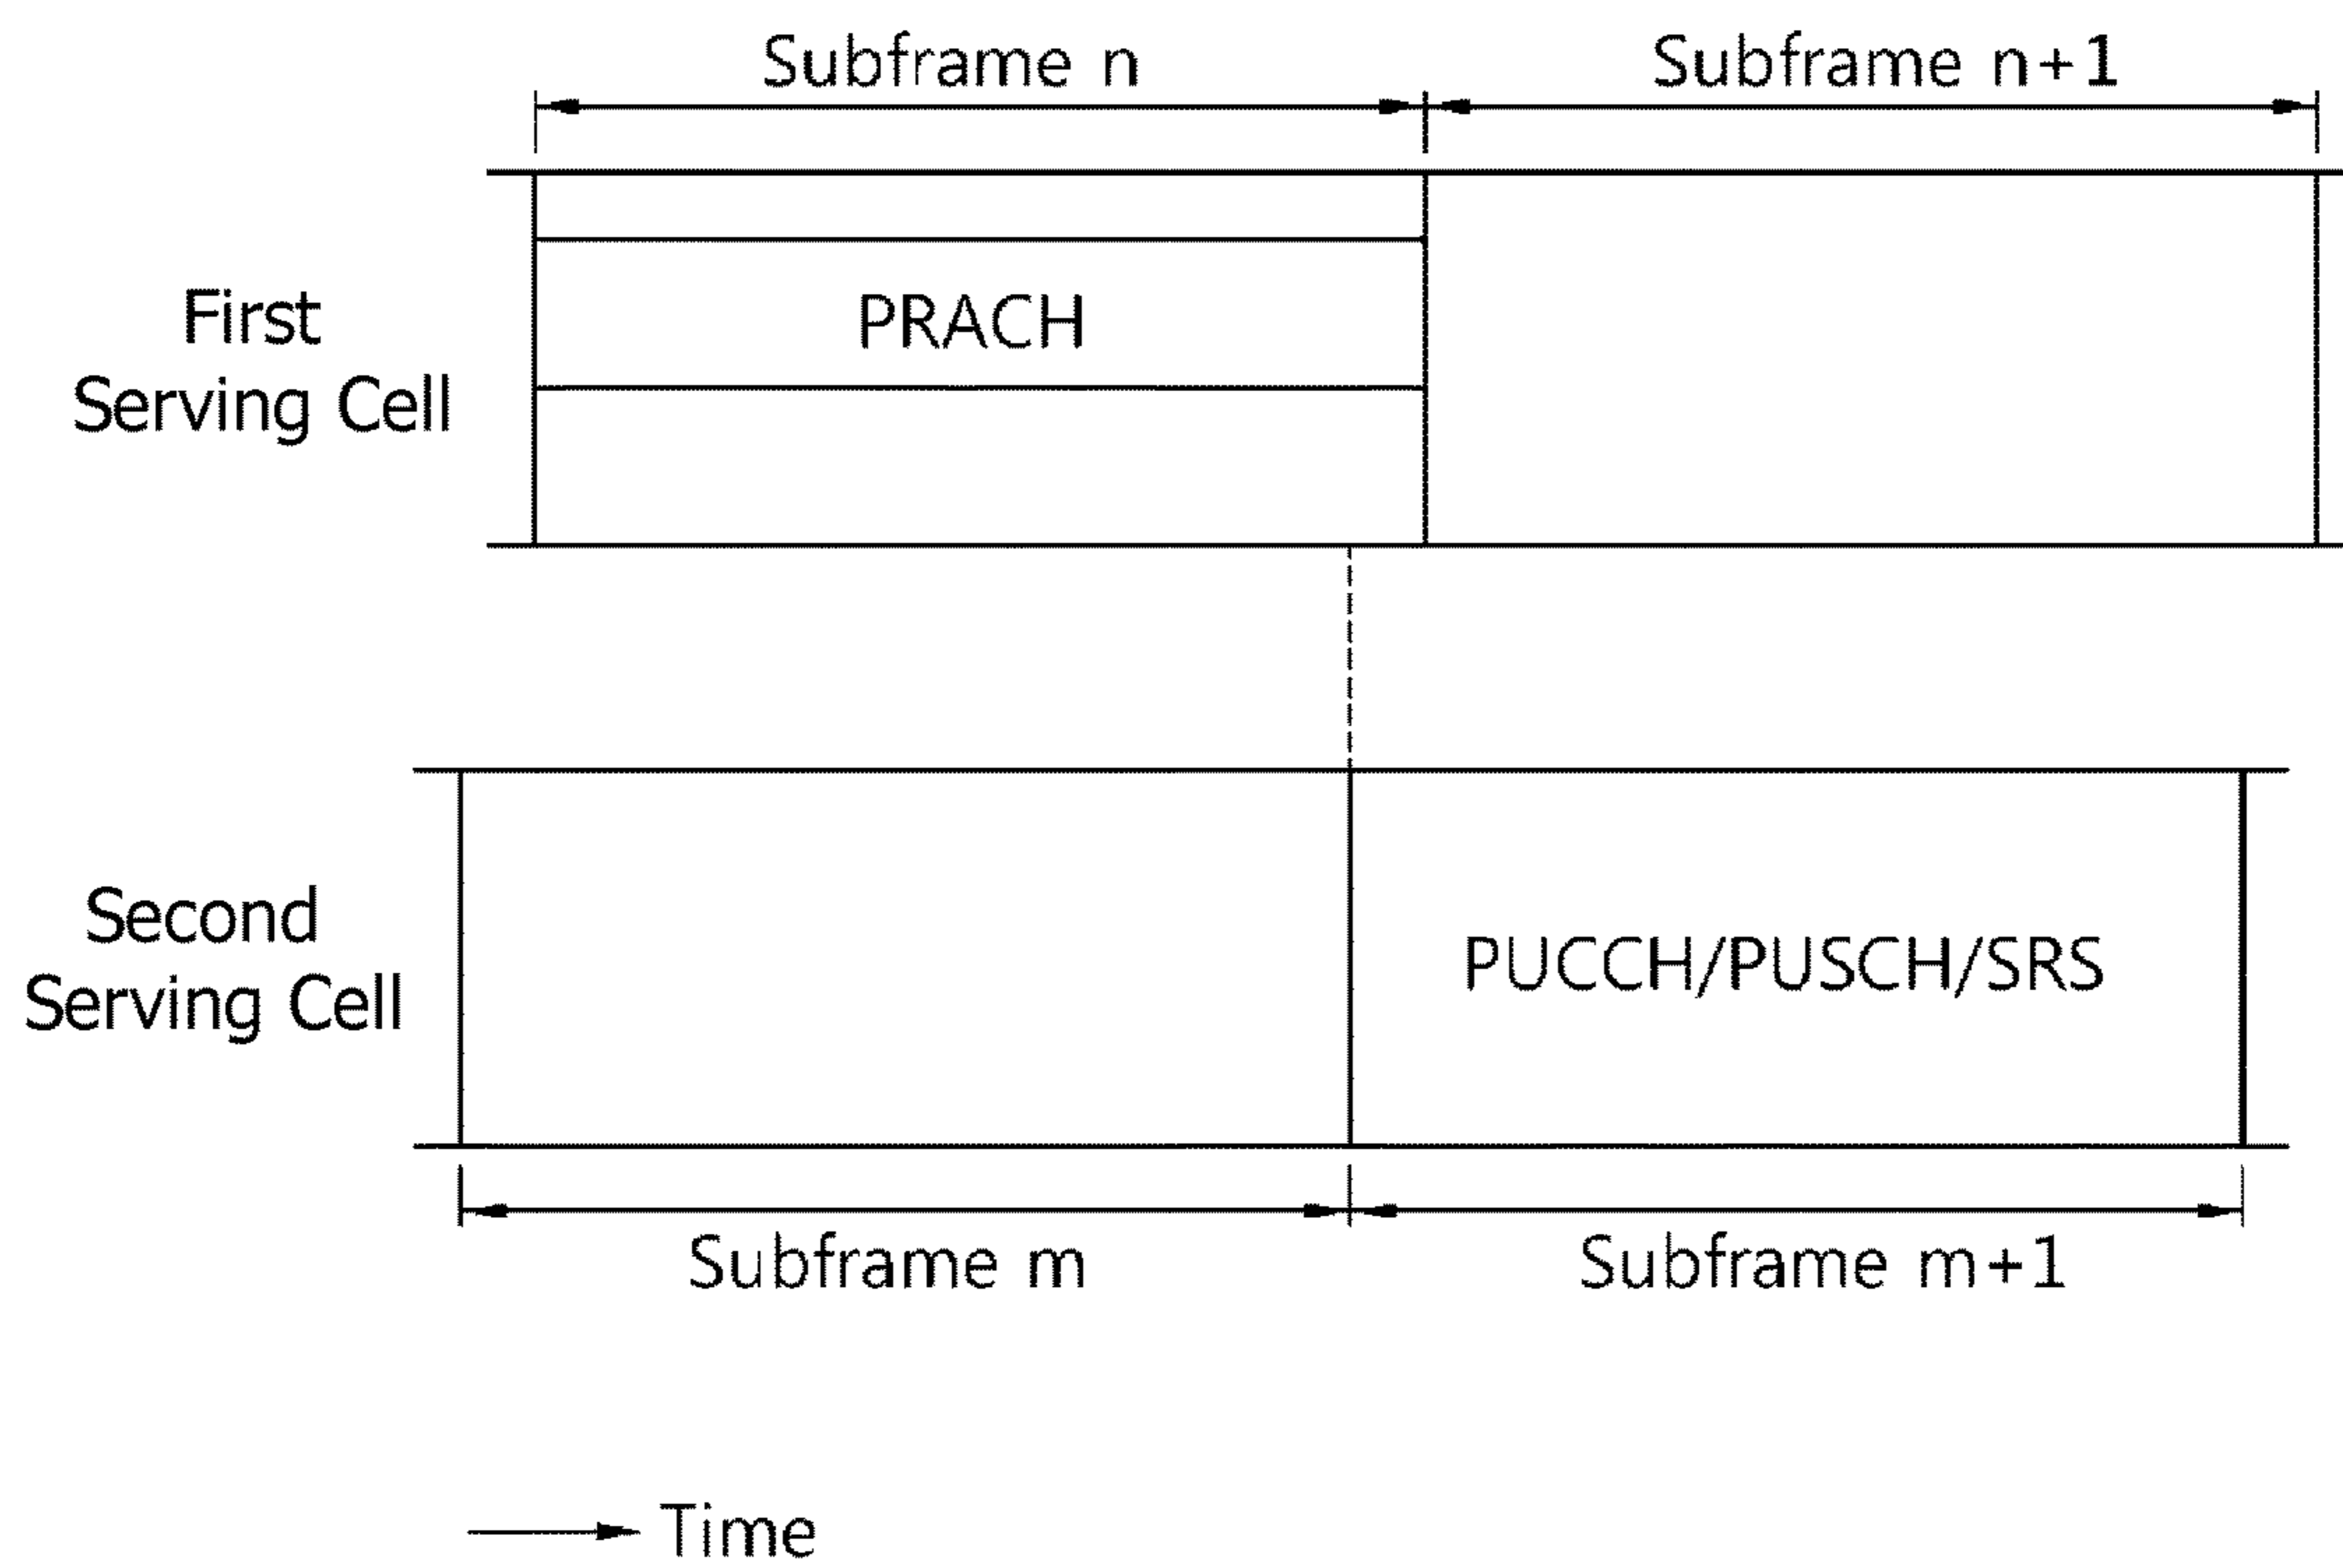 Subframe n
Subframe n+1
First
Serving Cell
PRACH
Second
Serving Cell
PUCCH/PUSCH/SRS
Subframe m
Subframe m+1
Time